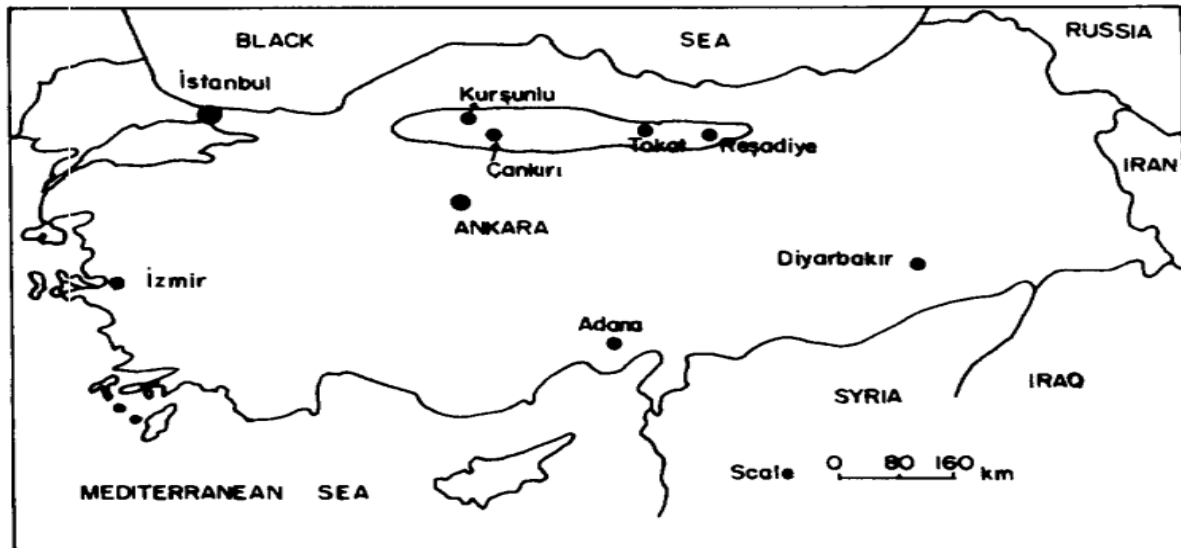 BLACK SEA
RUSSIA
İstanbul
Kurşunlu
Tokat Reşadiye
Çankırı
IRAN
ANKARA
Diyarbakır
İzmir
Adana
SYRIA
IRAQ
Scale 0 80 160 km
MEDITERRANEAN SEA